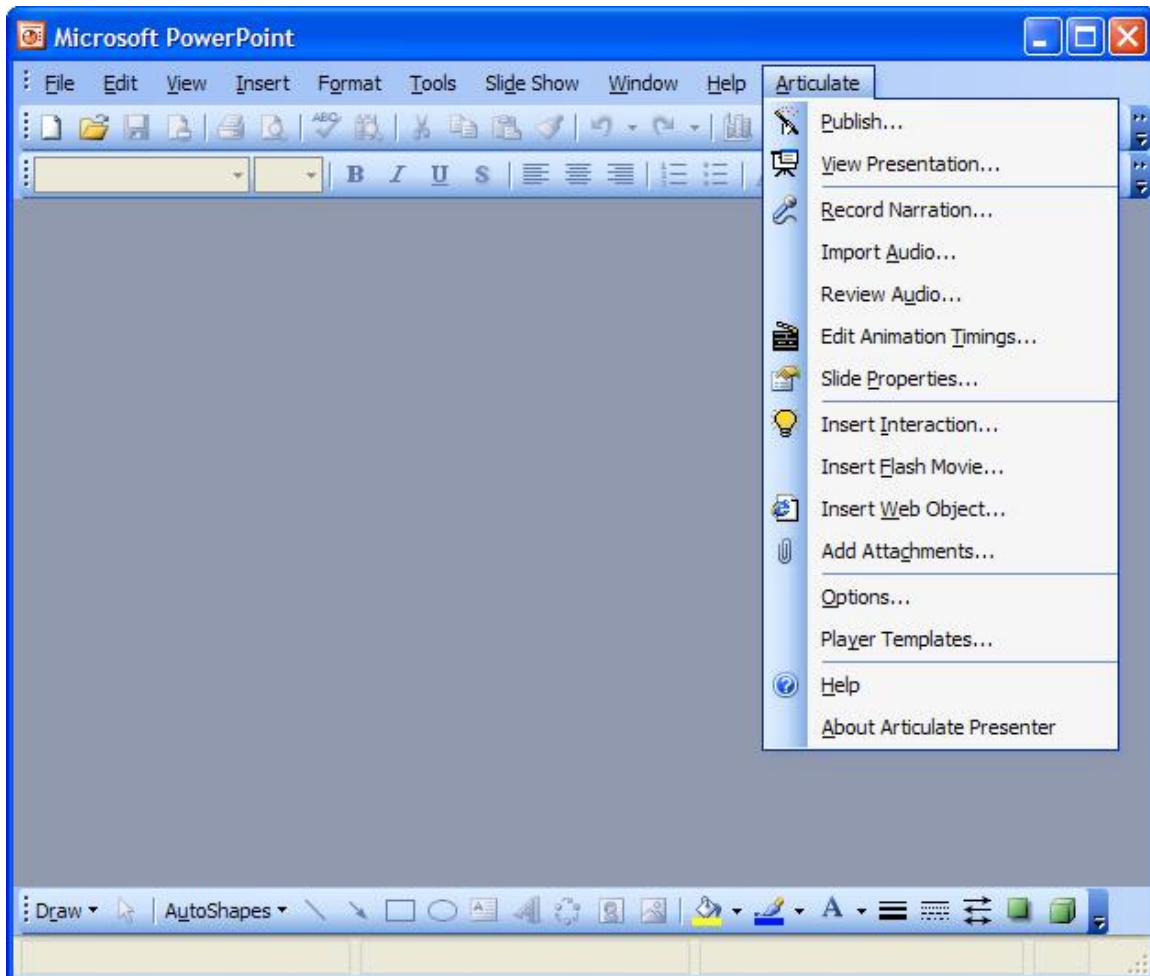 Microsoft PowerPoint
File Edit View Insert Format Tools Slide Show Window Help Articulate
ABC
B I U S
Publish...
View Presentation...
Record Narration...
Import Audio...
Review Audio...
Edit Animation Timings...
Slide Properties...
Insert Interaction...
Insert Flash Movie...
Insert Web Object...
Add Attachments...
Options...
Player Templates...
Help
About Articulate Presenter
Draw AutoShapes A